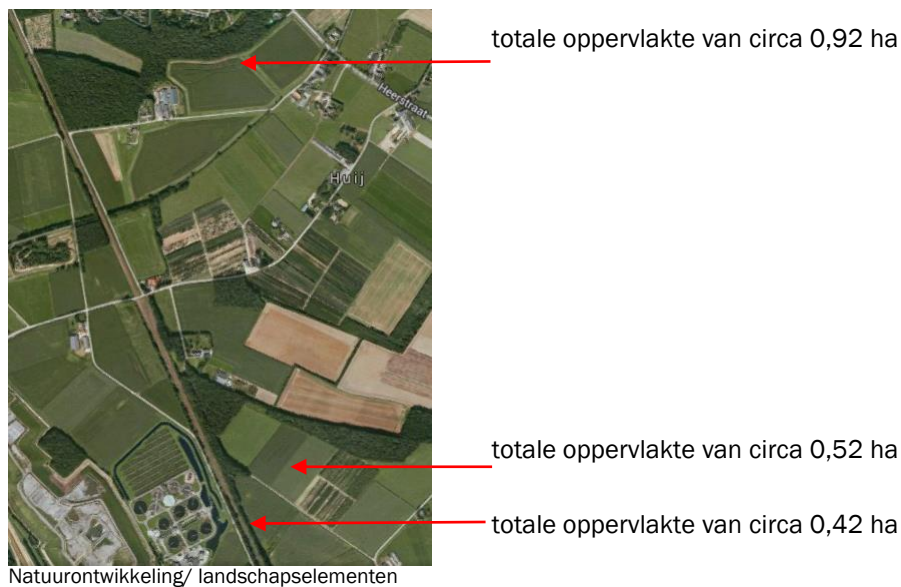 totale oppervlakte van circa 0,92 ha
Heerstraat
Huij
totale oppervlakte van circa 0,52 ha
totale oppervlakte van circa 0,42 ha
Natuurontwikkeling/ landschapselementen